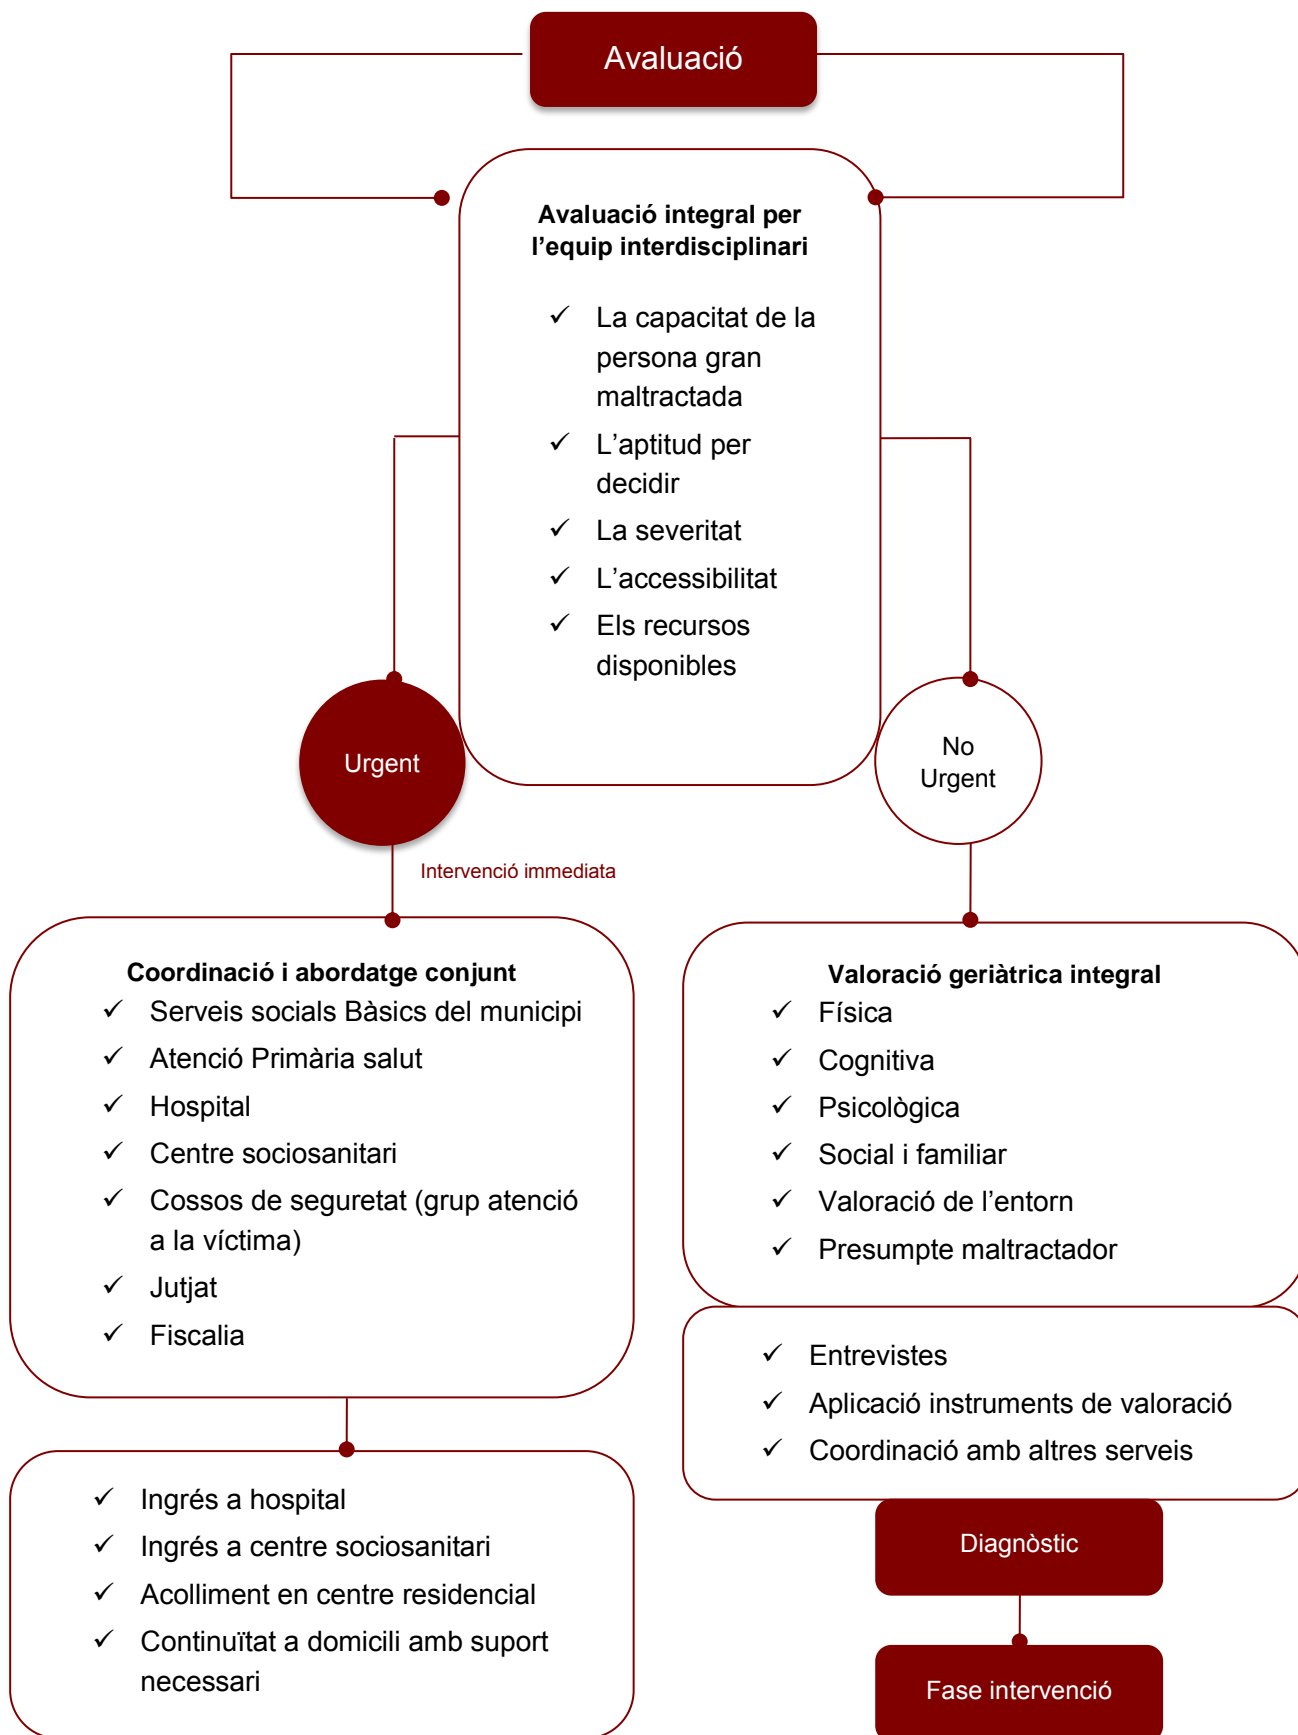 Avaluació
Avaluació integral per
l’equip interdisciplinari
✓ La capacitat de la
persona gran
maltractada
✓ L’aptitud per
decidir
✓ La severitat
✓ L’accessibilitat
✓ Els recursos
disponibles
Urgent
No
Urgent
Intervenció immediata
Coordinació i abordatge conjunt
✓ Serveis socials Bàsics del municipi
✓ Atenció Primària salut
✓ Hospital
✓ Centre sociosanitari
✓ Cossos de seguretat (grup atenció
a la víctima)
✓ Jutjat
✓ Fiscalia
✓ Ingrés a hospital
✓ Ingrés a centre sociosanitari
✓ Acolliment en centre residencial
✓ Continuïtat a domicili amb suport
necessari
Valoració geriàtrica integral
✓ Física
✓ Cognitiva
✓ Psicològica
✓ Social i familiar
✓ Valoració de l’entorn
✓ Presumpte maltractador
✓ Entrevistes
✓ Aplicació instruments de valoració
✓ Coordinació amb altres serveis
Diagnòstic
Fase intervenció